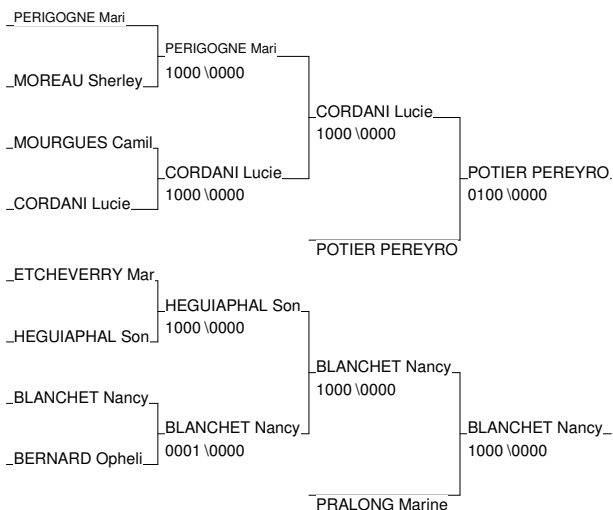 PERIGOGNE Mari
PERIGOGNE Mari
1000 \0000
MOREAU Sherley
CORDANI Lucie
1000 \0000
MOURGUES Camil
CORDANI Lucie
1000 \0000
POTIER PEREYRO
0100 \0000
CORDANI Lucie
POTIER PEREYRO
ETCHEVERRY Mar
HEGUIAPHAL Son
1000 \0000
HEGUIAPHAL Son
BLANCHET Nancy
1000 \0000
BLANCHET Nancy
BLANCHET Nancy
0001 \0000
BLANCHET Nancy
1000 \0000
BERNARD Opheli
PRALONG Marine